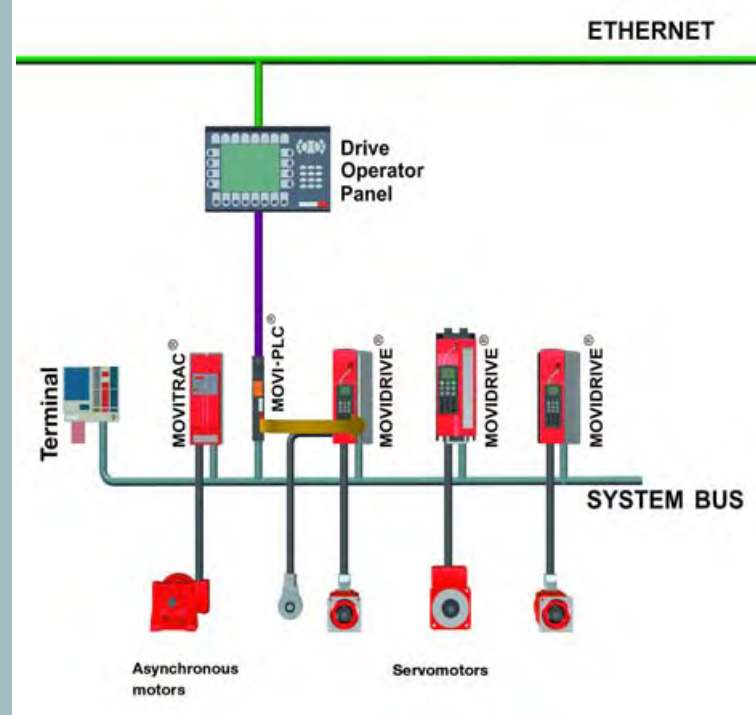 ETHERNET
Drive
Operator
Panel
Terminal
MOVITRAC®
MOVI-PLC®
MOVIDRIVE®
MOVIDRIVE®
MOVIDRIVE®
SYSTEM BUS
Asynchronous
motors
Servomotors